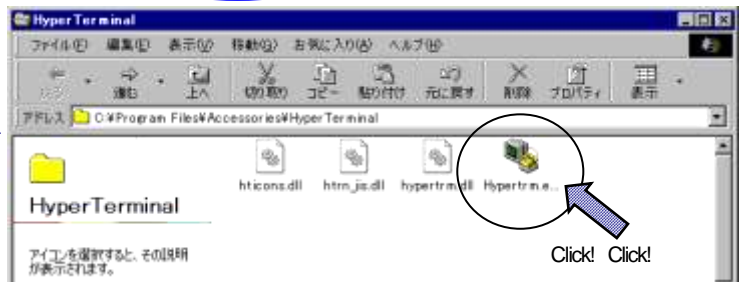 HyperTerminal
ファイル(F) 編集(E) 表示(V) 移動(G) お気に入り(A) ヘルプ(H)
戻る 進む 上へ 切り取り コピー 貼り付け 元に戻す 削除 プロパティ 表示
アドレス C:¥Program Files¥Accessories¥HyperTerminal
hticons.dll htrn_jis.dll hypertrm.dll Hypertrm.e..
HyperTerminal
アイコンを選択すると、その説明
が表示されます。
Click! Click!